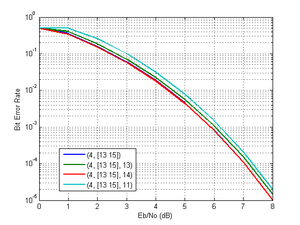 10^0
10^-1
10^-2
10^-3
10^-4
10^-5
10^-6
Bit Error Rate
(4, [13 15])
(4, [13 15], 13)
(4, [13 15], 14)
(4, [13 15], 11)
0 1 2 3 4 5 6 7 8
Eb/No (dB)